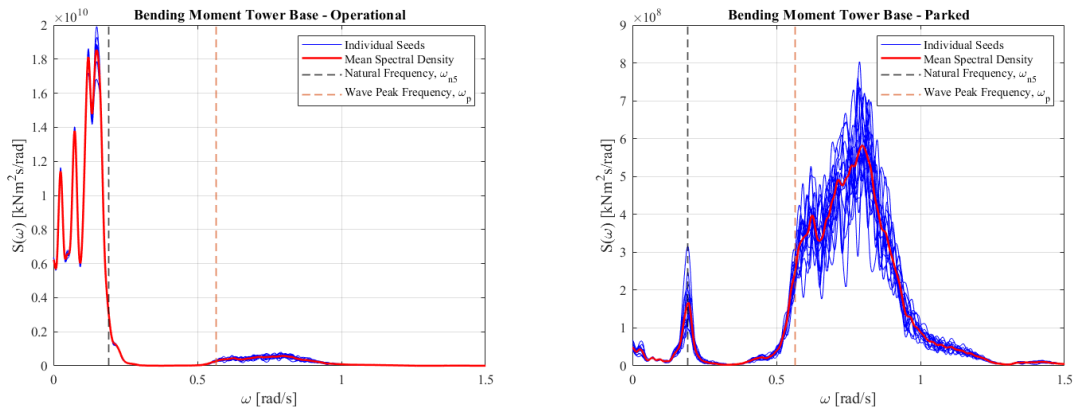 Bending Moment Tower Base - Operational
×10^10
S(ω) [kNm²s/rad]
2
1.8
1.6
1.4
1.2
1.0
0.8
0.6
0.4
0.2
0
0
0.5
1
1.5
ω [rad/s]
Individual Seeds
Mean Spectral Density
Natural Frequency, ω_n5
Wave Peak Frequency, ω_p
Bending Moment Tower Base - Parked
×10^8
S(ω) [kNm²s/rad]
9
8
7
6
5
4
3
2
1
0
0
0.5
1
1.5
ω [rad/s]
Individual Seeds
Mean Spectral Density
Natural Frequency, ω_n5
Wave Peak Frequency, ω_p